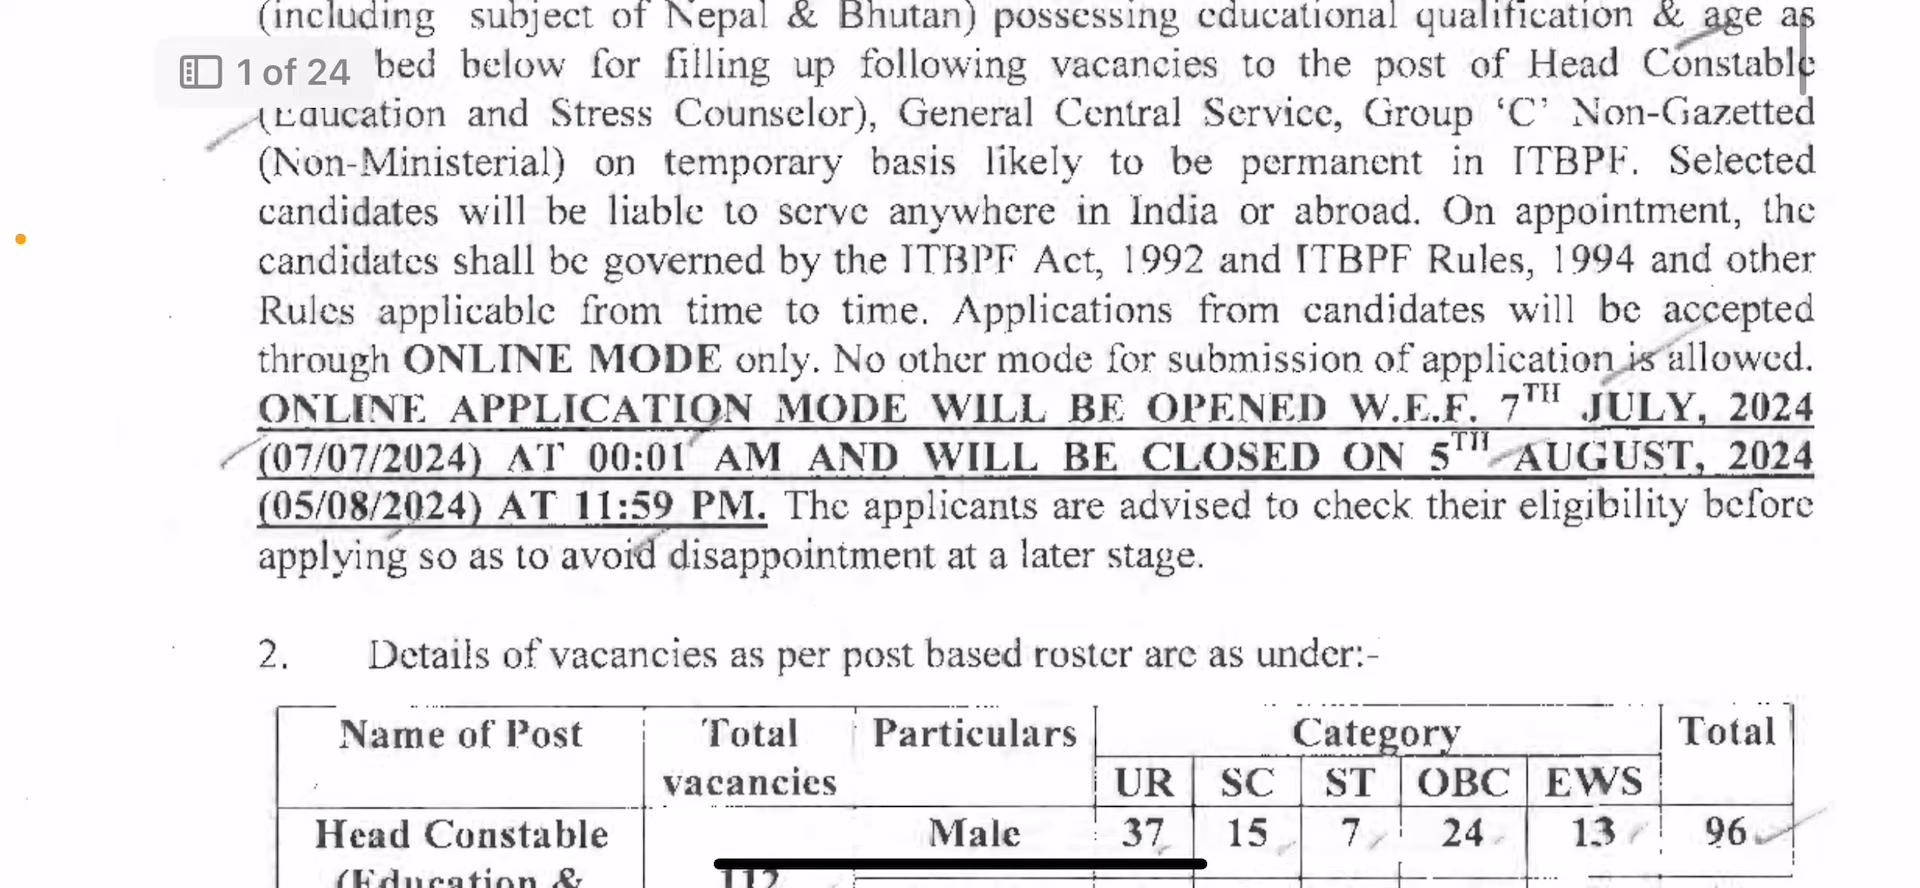 (including subject of Nepal & Bhutan) possessing educational qualification & age as
1 of 24
bed below for filling up following vacancies to the post of Head Constable
(Education and Stress Counselor), General Central Service, Group ‘C’ Non-Gazetted
(Non-Ministerial) on temporary basis likely to be permanent in ITBPF. Selected
candidates will be liable to serve anywhere in India or abroad. On appointment, the
candidates shall be governed by the ITBPF Act, 1992 and ITBPF Rules, 1994 and other
Rules applicable from time to time. Applications from candidates will be accepted
through ONLINE MODE only. No other mode for submission of application is allowed.
ONLINE APPLICATION MODE WILL BE OPENED W.E.F. 7TH JULY, 2024
(07/07/2024) AT 00:01 AM AND WILL BE CLOSED ON 5TH AUGUST, 2024
(05/08/2024) AT 11:59 PM. The applicants are advised to check their eligibility before
applying so as to avoid disappointment at a later stage.
2. Details of vacancies as per post based roster are as under:-
Name of Post Total Particulars Category Total
vacancies UR SC ST OBC EWS
Head Constable Male 37 15 7 24 13 96
(Education & 112